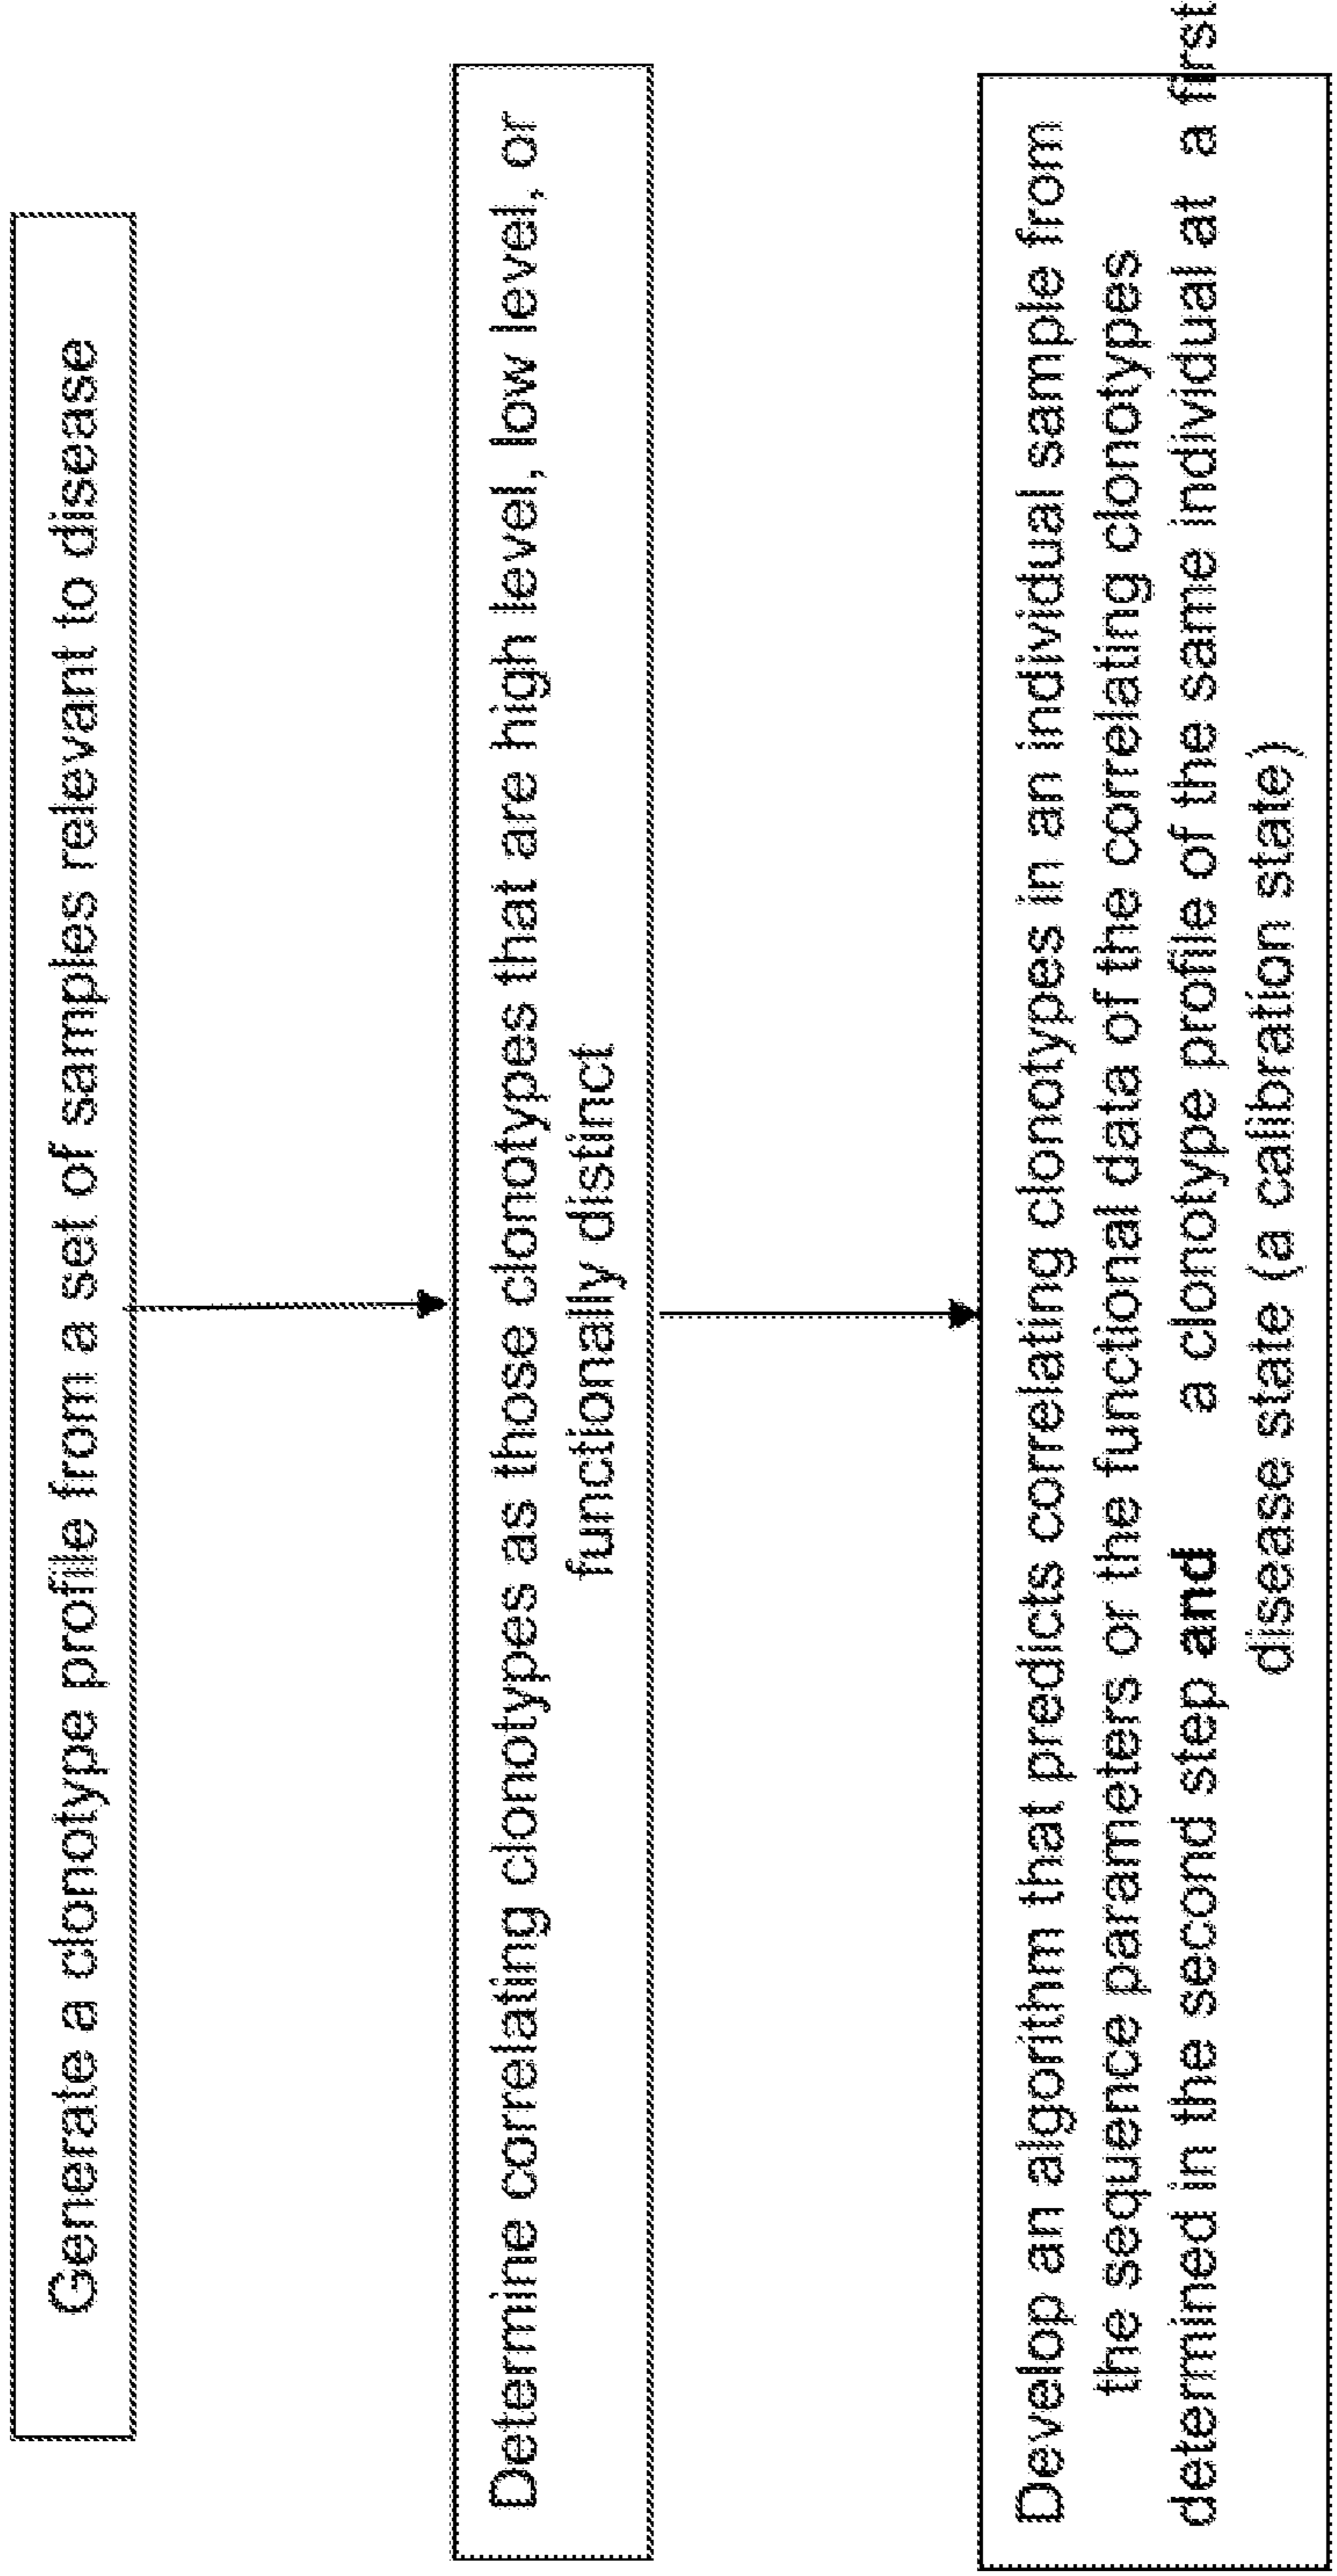 Generate a clonotype profile from a set of samples relevant to disease
Determine correlating clonotypes as those clonotypes that are high level, low level, or
functionally distinct
Develop an algorithm that predicts correlating clonotypes in an individual sample from
the sequence parameters or the functional data of the correlating clonotypes
determined in the second step and a clonotype profile of the same individual at a first
disease state (a calibration state)